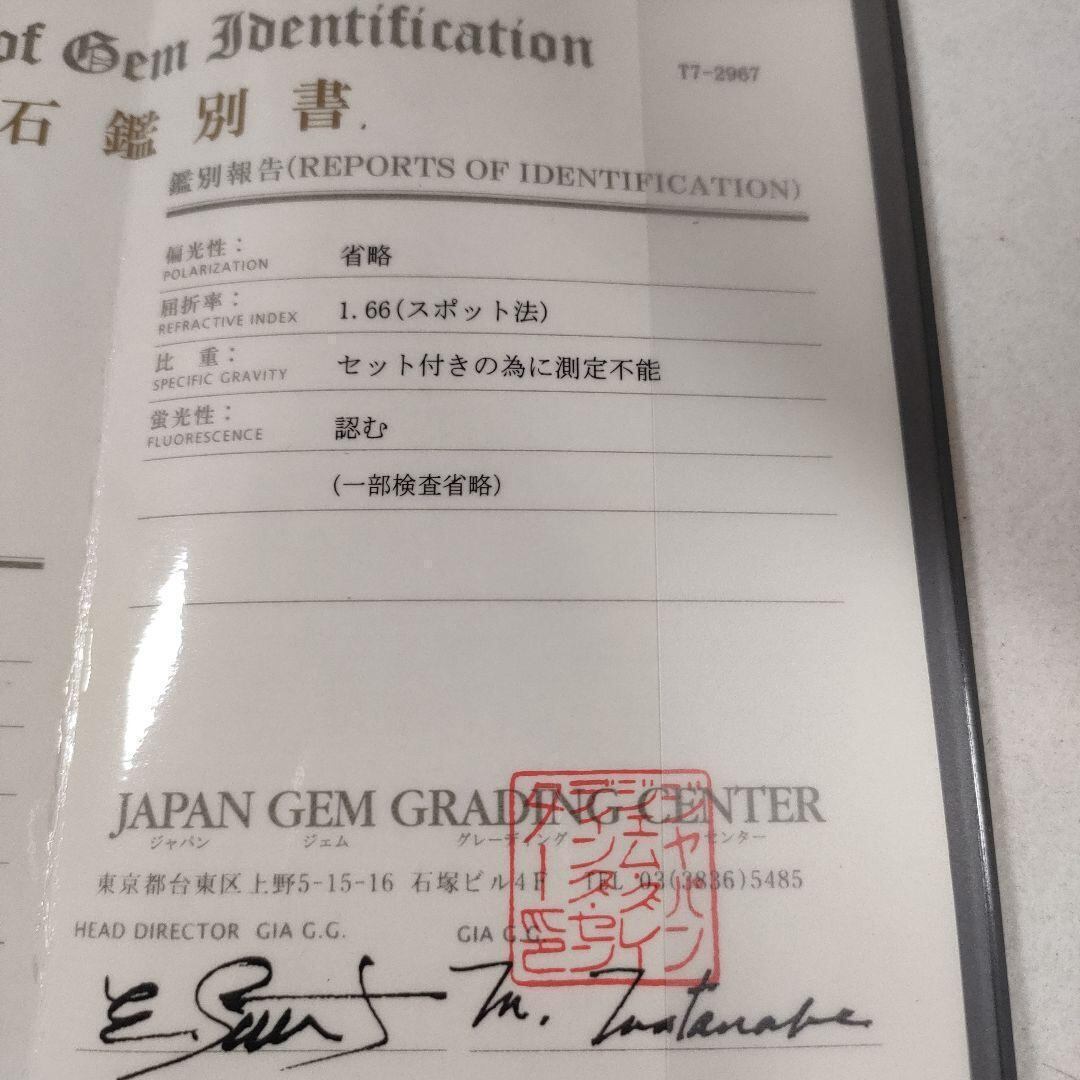 of Gem Identification
T7-2967
石鑑別書
鑑別報告(REPORTS OF IDENTIFICATION)
偏光性: 省略
POLARIZATION
屈折率: 1.66(スポット法)
REFRACTIVE INDEX
比 重: セット付きの為に測定不能
SPECIFIC GRAVITY
蛍光性: 認む
FLUORESCENCE
(一部検査省略)
JAPAN GEM GRADING CENTER
ジャパン ジェム グレーディング センター
東京都台東区上野5-15-16 石塚ビル4F TEL 03(3836)5485
HEAD DIRECTOR GIA G.G. GIA G.G.
M. Watanabe